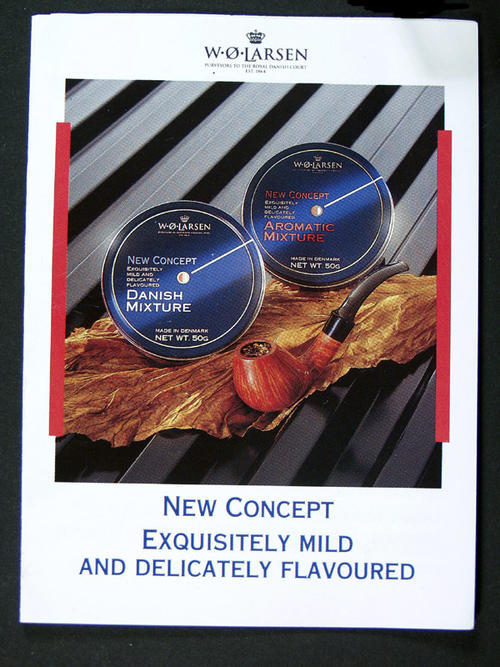 W·Ø·LARSEN
PURVEYORS TO THE ROYAL DANISH COURT
EST. 1864
W·Ø·LARSEN
NEW CONCEPT
EXQUISITELY
MILD AND
DELICATELY
FLAVOURED
AROMATIC
MIXTURE
MADE IN DENMARK
NET WT. 50G
W·Ø·LARSEN
NEW CONCEPT
EXQUISITELY
MILD AND
DELICATELY
FLAVOURED
DANISH
MIXTURE
MADE IN DENMARK
NET WT. 50G
NEW CONCEPT
EXQUISITELY MILD
AND DELICATELY FLAVOURED